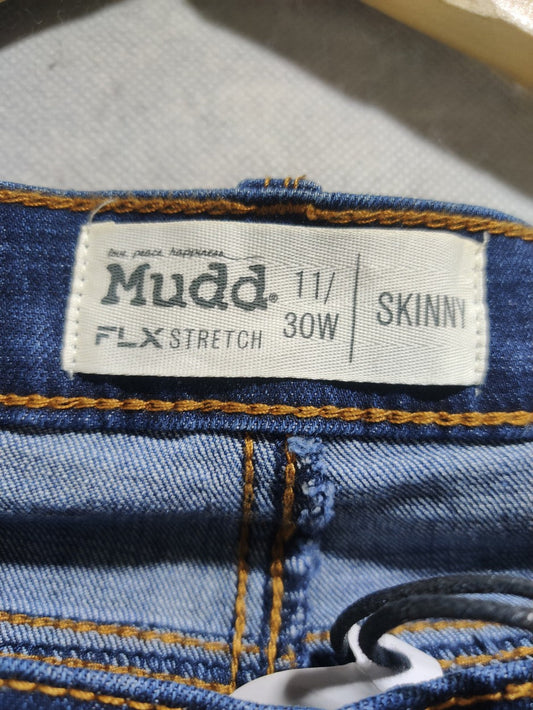 love. peace. happiness.
Mudd®
FLX STRETCH
11/
30W
SKINNY